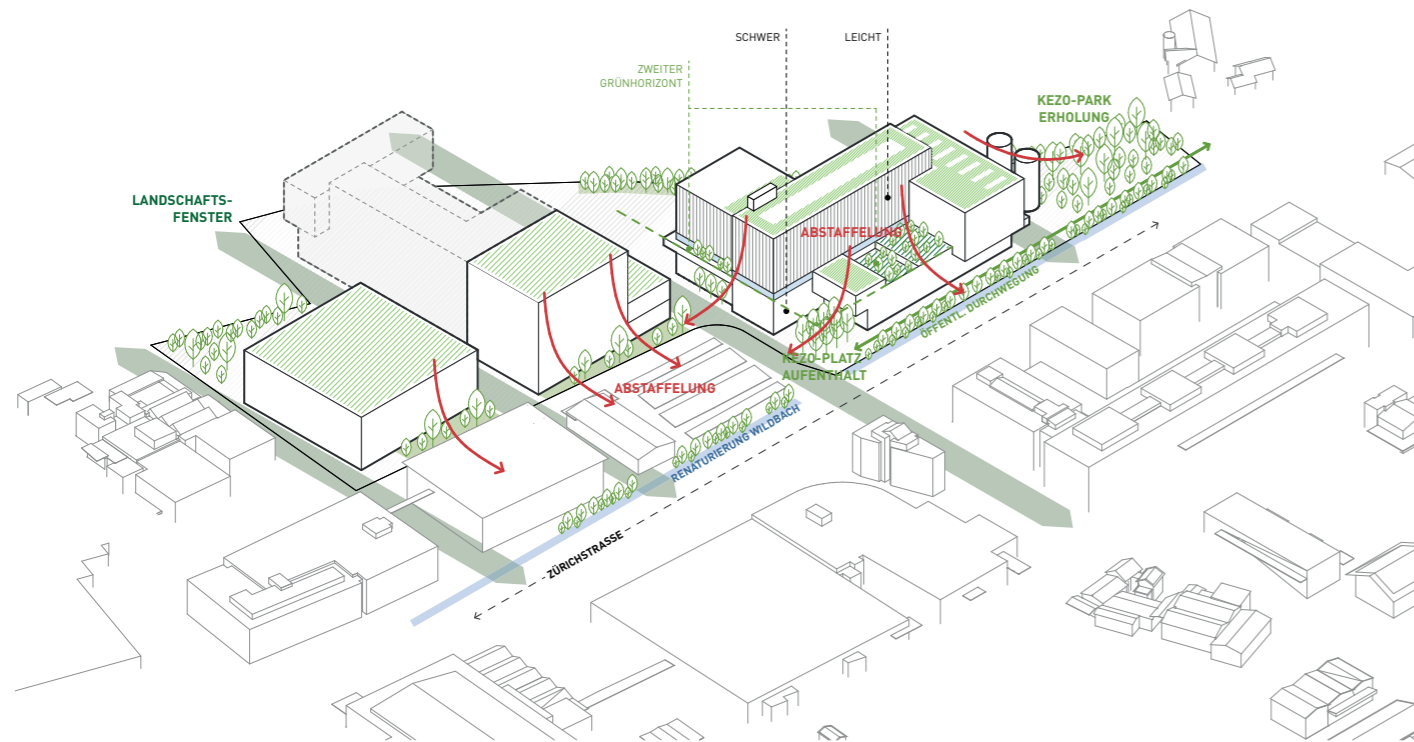 SCHWER
LEICHT
ZWEITER
GRÜNHORIZONT
KEZO-PARK
ERHOLUNG
LANDSCHAFTS-
FENSTER
ABSTAFFELUNG
ÖFFENTL. DURCHWEGUNG
KEZO-PLATZ
AUFENTHALT
ABSTAFFELUNG
RENATURIERUNG WILDBACH
ZÜRICHSTRASSE